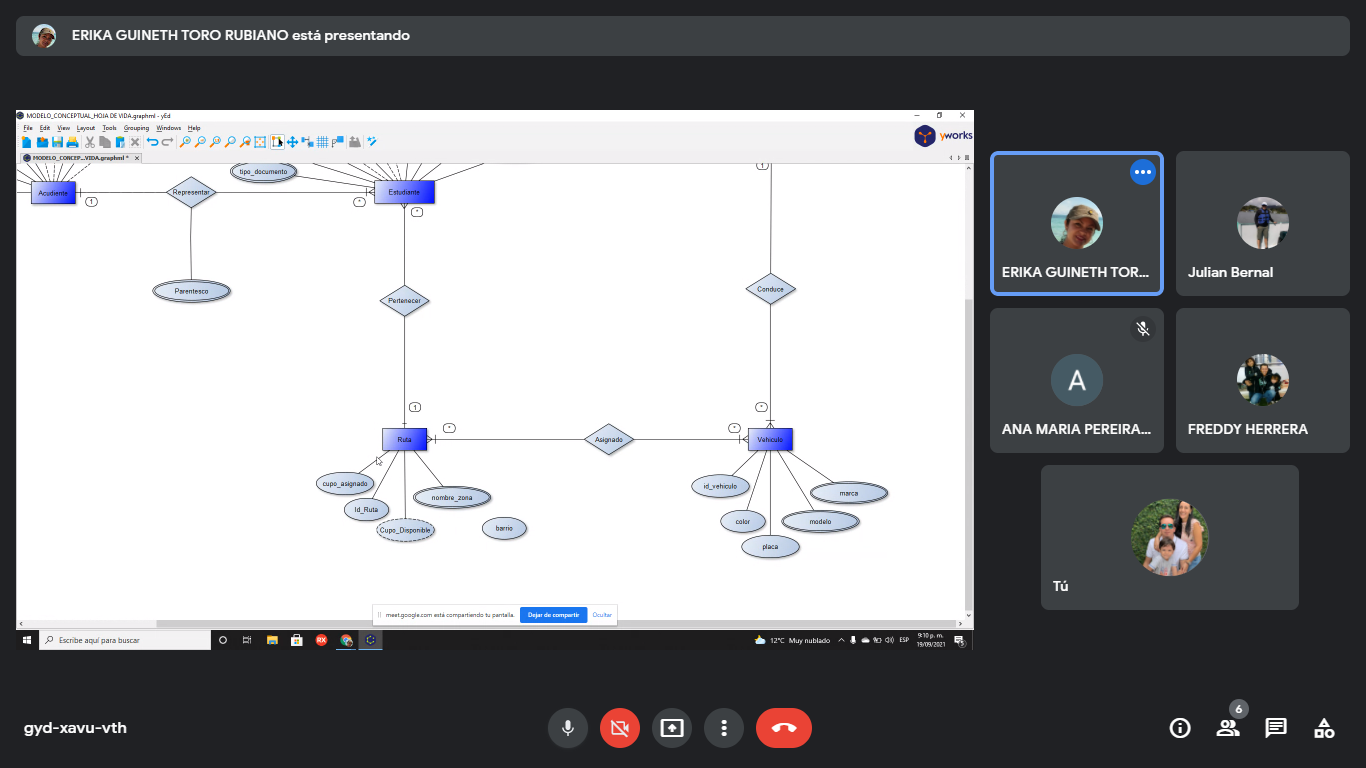 ERIKA GUINETH TORO RUBIANO está presentando
MODELO_CONCEPTUAL_HOJA DE VIDA.graphml - yEd
File Edit View Layout Tools Grouping Windows Help
yworks
MODELO_CONCEP...VIDA.graphml *
tipo_documento
1
Acudiente
Representar
Estudiante
1
*
*
Parentesco
Pertenecer
Conduce
1
*
*
*
Ruta
Asignado
Vehiculo
cupo_asignado
id_vehiculo
marca
nombre_zona
Id_Ruta
color
modelo
Cupo_Disponible
barrio
placa
meet.google.com está compartiendo tu pantalla.
Dejar de compartir
Ocultar
Escribe aquí para buscar
RX
12°C Muy nublado
ESP
9:10 p. m.
19/09/2021
ERIKA GUINETH TOR...
Julian Bernal
A
ANA MARIA PEREIRA...
FREDDY HERRERA
Tú
gyd-xavu-vth
6